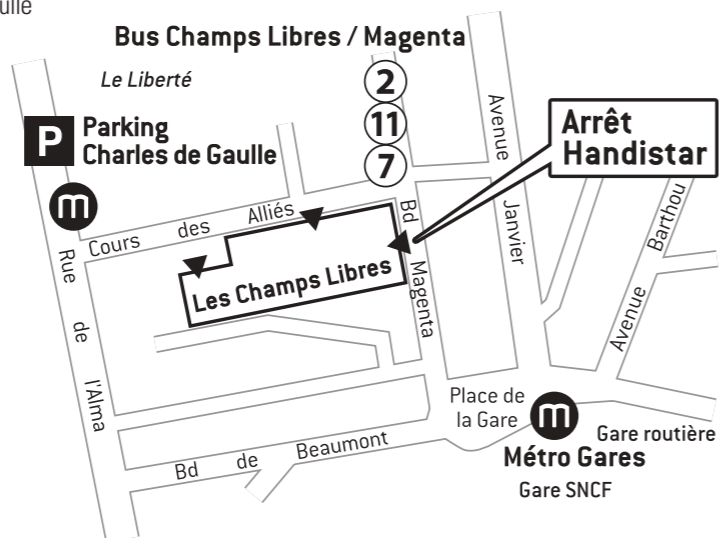 Bus Champs Libres / Magenta
Le Liberté
2
11
7
P
Parking
Charles de Gaulle
m
Arrêt
Handistar
Avenue
Janvier
Cours des Alliés
Bd
Magenta
Les Champs Libres
Rue de l'Alma
Avenue Barthou
Place de
la Gare
m
Gare routière
Métro Gares
Gare SNCF
Bd de Beaumont